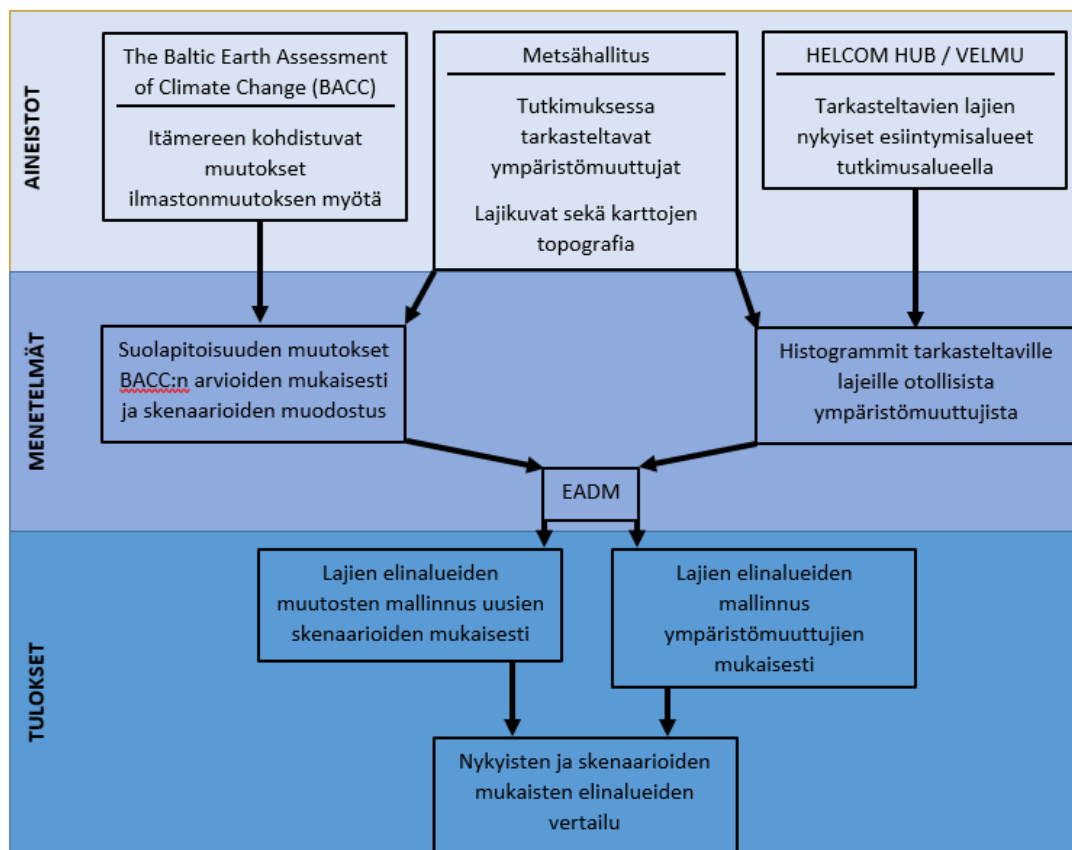 AINEISTOT
The Baltic Earth Assessment
of Climate Change (BACC)
Itämereen kohdistuvat
muutokset
ilmastonmuutoksen myötä
Metsähallitus
Tutkimuksessa
tarkasteltavat
ympäristömuuttujat
Lajikuvat sekä karttojen
topografia
HELCOM HUB / VELMU
Tarkasteltavien lajien
nykyiset esiintymisalueet
tutkimusalueella
MENETELMÄT
Suolapitoisuuden muutokset
BACC:n arvioiden mukaisesti
ja skenaarioiden muodostus
Histogrammit tarkasteltaville
lajeille otollisista
ympäristömuuttujista
EADM
TULOKSET
Lajien elinalueiden
muutosten mallinnus uusien
skenaarioiden mukaisesti
Lajien elinalueiden
mallinnus
ympäristömuuttujien
mukaisesti
Nykyisten ja skenaarioiden
mukaisten elinalueiden
vertailu